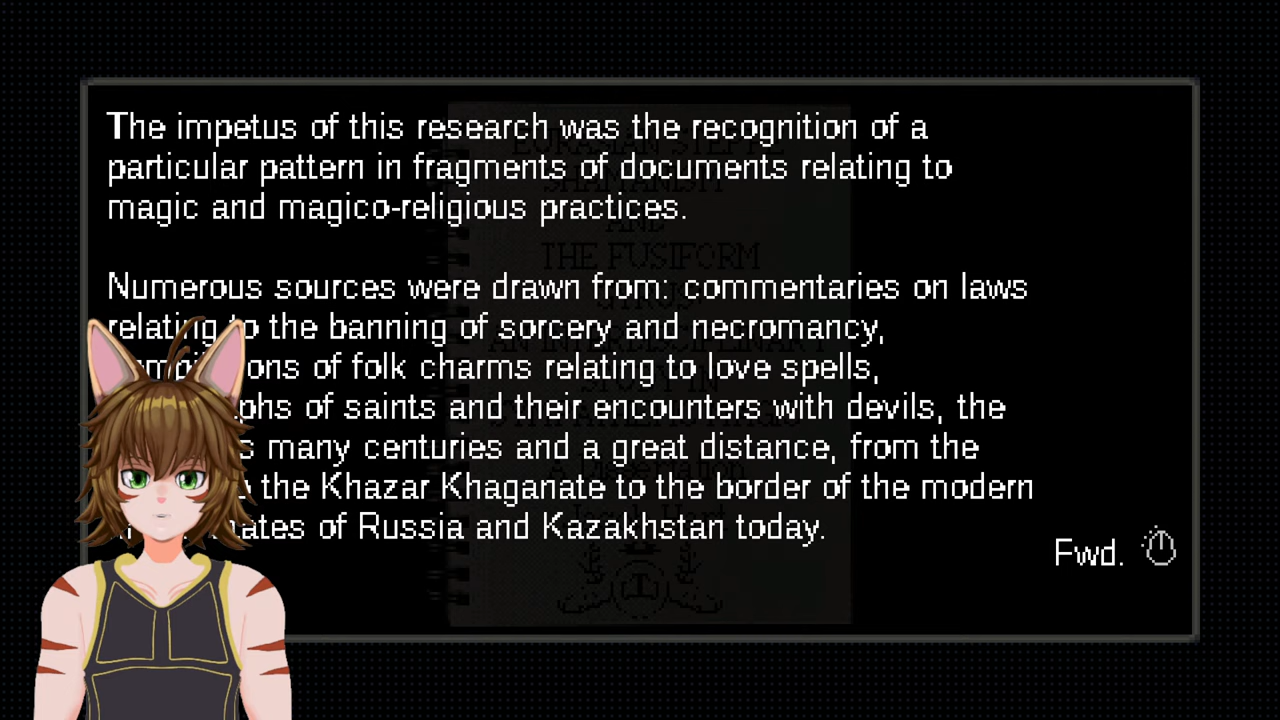 The impetus of this research was the recognition of a
particular pattern in fragments of documents relating to
magic and magico-religious practices.
Numerous sources were drawn from: commentaries on laws
relating to the banning of sorcery and necromancy,
of folk charms relating to love spells,
of saints and their encounters with devils, the
many centuries and a great distance, from the
the Khazar Khaganate to the border of the modern
of Russia and Kazakhstan today.
Fwd.
THE FUSIFORM